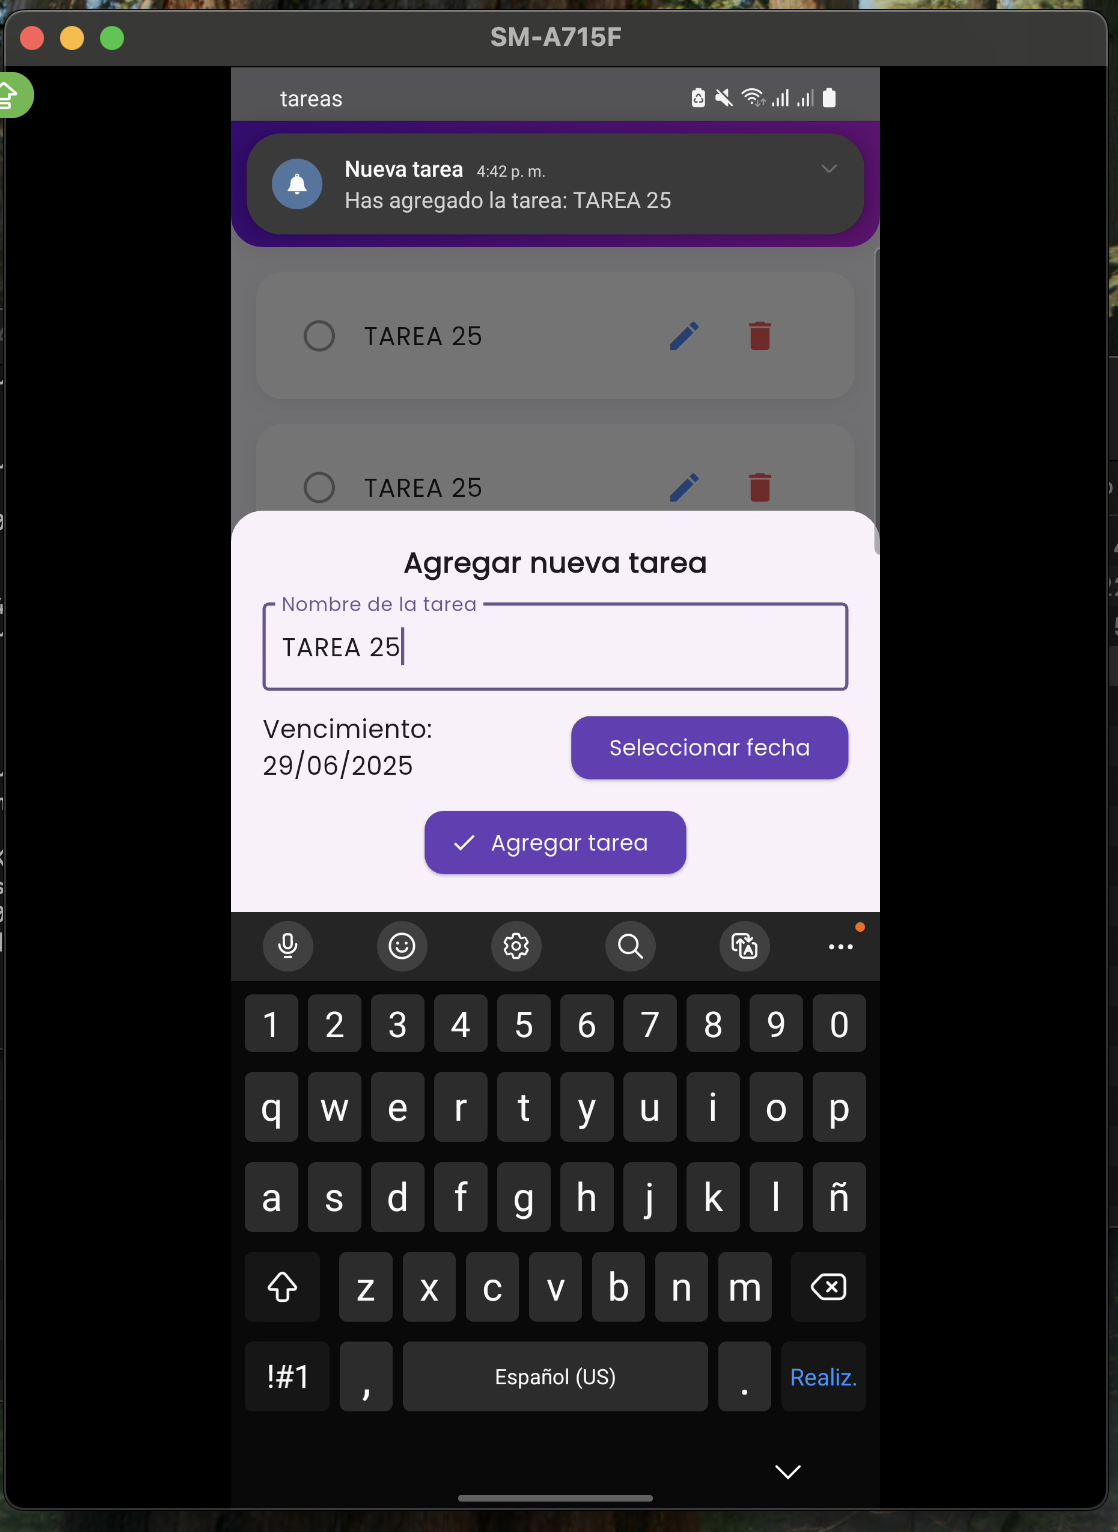 SM-A715F
tareas
Nueva tarea 4:42 p. m.
Has agregado la tarea: TAREA 25
TAREA 25
TAREA 25
Agregar nueva tarea
Nombre de la tarea
TAREA 25
Vencimiento:
29/06/2025
Seleccionar fecha
Agregar tarea
1 2 3 4 5 6 7 8 9 0
q w e r t y u i o p
a s d f g h j k l ñ
z x c v b n m
!#1 , Español (US) . Realiz.